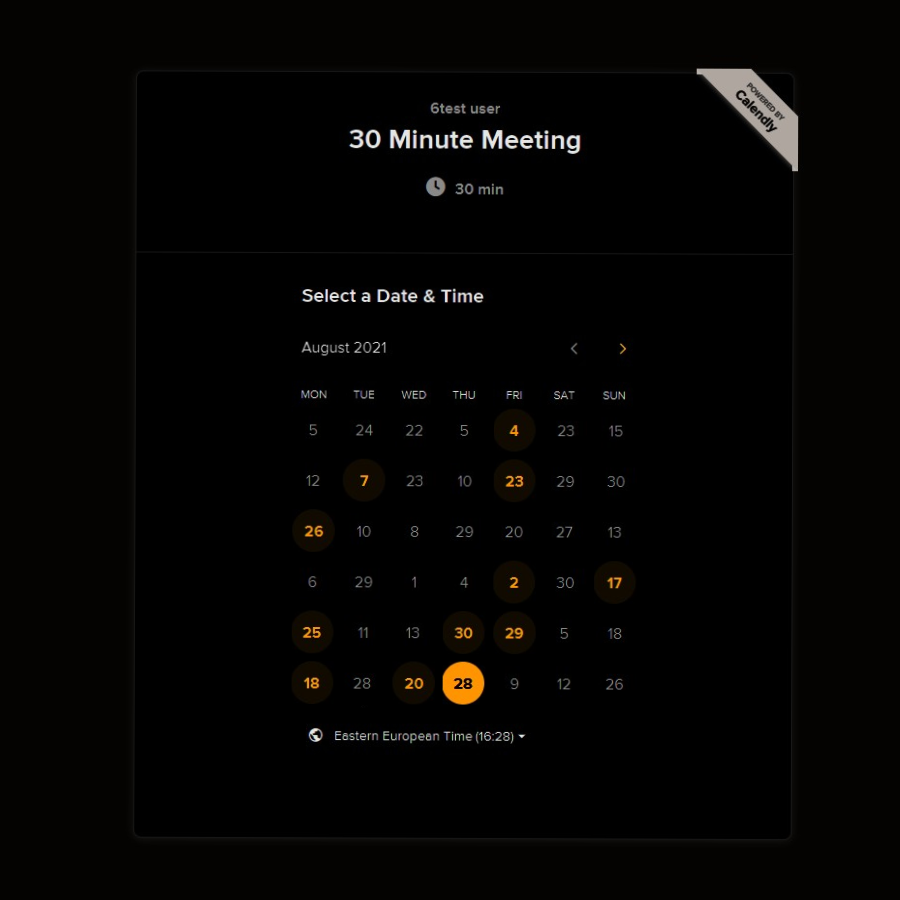 6test user
30 Minute Meeting
30 min
POWERED BY
Calendly
Select a Date & Time
August 2021
MON TUE WED THU FRI SAT SUN
5 24 22 5 4 23 15
12 7 23 10 23 29 30
26 10 8 29 20 27 13
6 29 1 4 2 30 17
25 11 13 30 29 5 18
18 28 20 28 9 12 26
Eastern European Time (16:28)